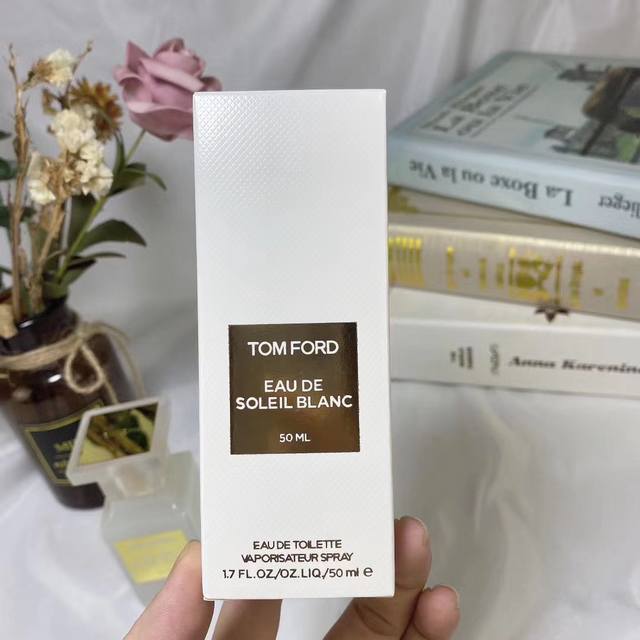 TOM FORD
EAU DE
SOLEIL BLANC
50 ML
EAU DE TOILETTE
VAPORISATEUR SPRAY
1.7 FL.OZ./OZ.LIQ./50 ml e
La Boxe ou la Vie
Anna Karenine